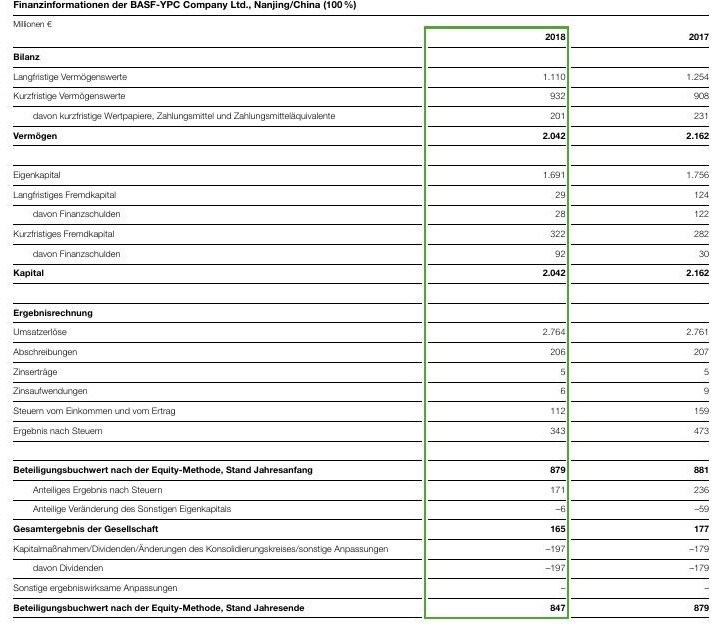 Finanzinformationen der BASF-YPC Company Ltd., Nanjing/China (100 %)
Millionen €
2018 2017
Bilanz
Langfristige Vermögenswerte 1.110 1.254
Kurzfristige Vermögenswerte 932 908
davon kurzfristige Wertpapiere, Zahlungsmittel und Zahlungsmitteläquivalente 201 231
Vermögen 2.042 2.162
Eigenkapital 1.691 1.756
Langfristiges Fremdkapital 29 124
davon Finanzschulden 28 122
Kurzfristiges Fremdkapital 322 282
davon Finanzschulden 92 30
Kapital 2.042 2.162
Ergebnisrechnung
Umsatzerlöse 2.764 2.761
Abschreibungen 206 207
Zinserträge 5 5
Zinsaufwendungen 6 9
Steuern vom Einkommen und vom Ertrag 112 159
Ergebnis nach Steuern 343 473
Beteiligungsbuchwert nach der Equity-Methode, Stand Jahresanfang 879 881
Anteiliges Ergebnis nach Steuern 171 236
Anteilige Veränderung des Sonstigen Eigenkapitals –6 –59
Gesamtergebnis der Gesellschaft 165 177
Kapitalmaßnahmen/Dividenden/Änderungen des Konsolidierungskreises/sonstige Anpassungen –197 –179
davon Dividenden –197 –179
Sonstige ergebniswirksame Anpassungen – –
Beteiligungsbuchwert nach der Equity-Methode, Stand Jahresende 847 879